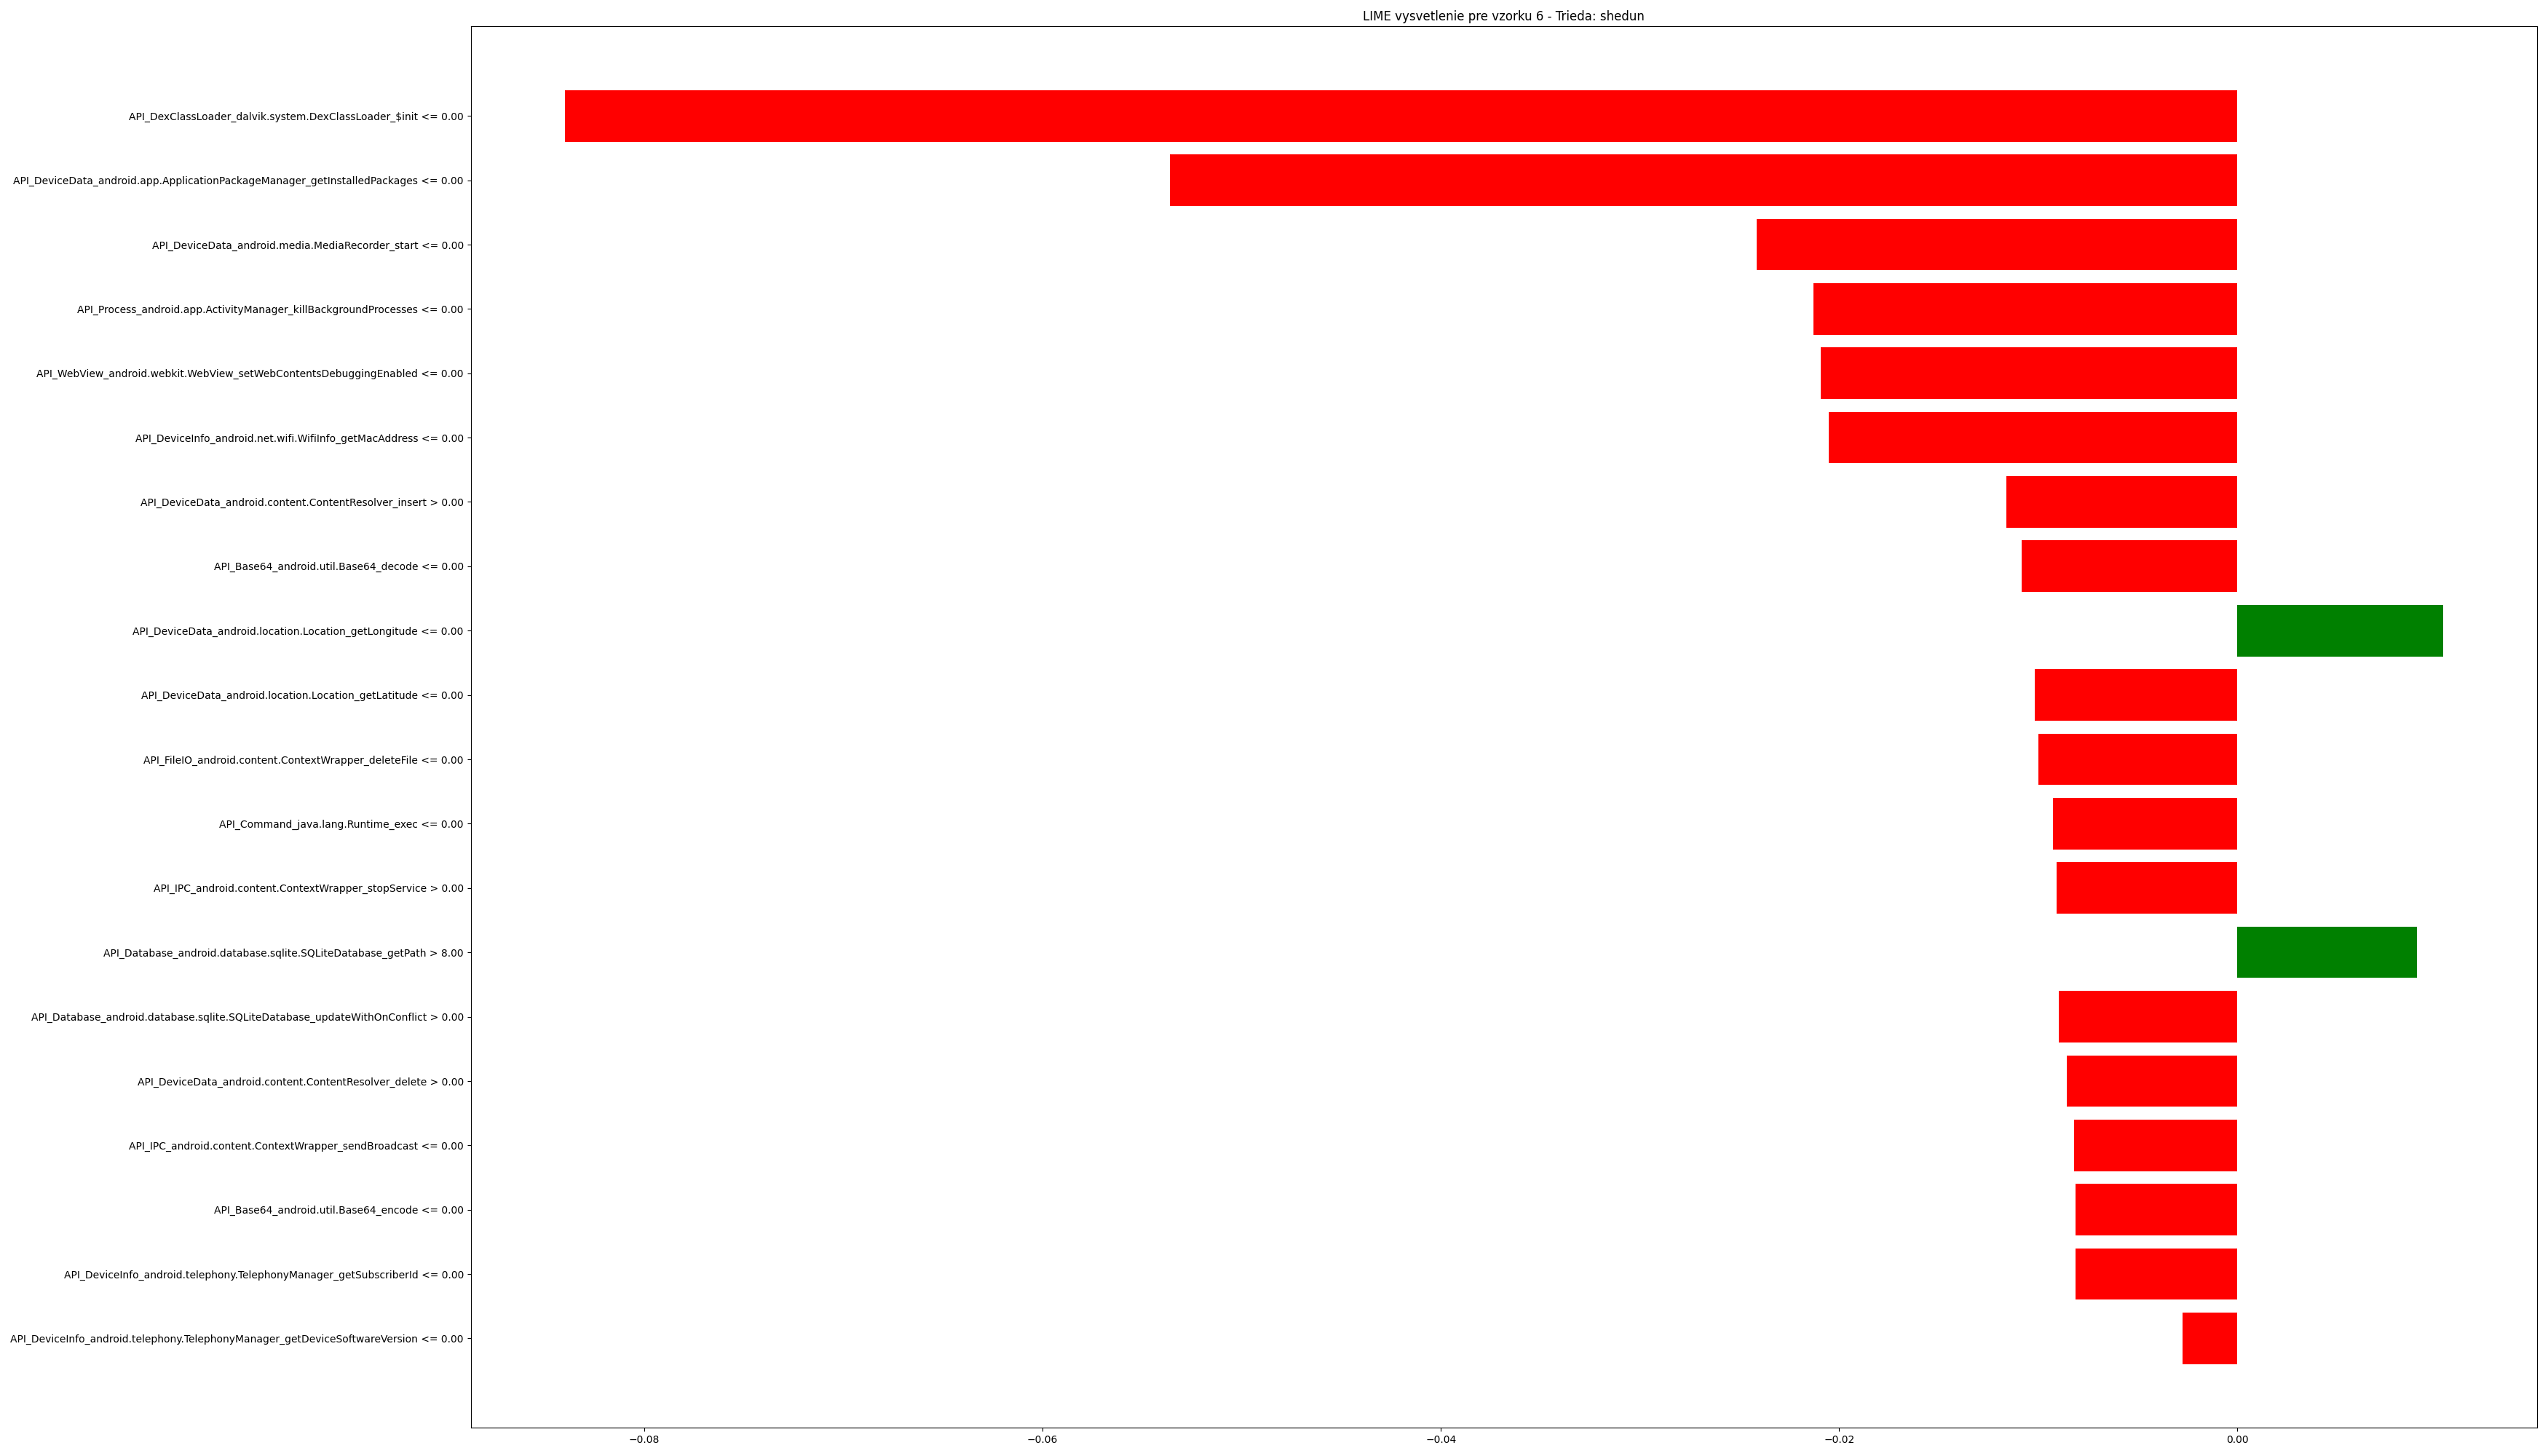 LIME vysvetlenie pre vzorku 6 - Trieda: shedun
API_DexClassLoader_dalvik.system.DexClassLoader_$init <= 0.00
API_DeviceData_android.app.ApplicationPackageManager_getInstalledPackages <= 0.00
API_DeviceData_android.media.MediaRecorder_start <= 0.00
API_Process_android.app.ActivityManager_killBackgroundProcesses <= 0.00
API_WebView_android.webkit.WebView_setWebContentsDebuggingEnabled <= 0.00
API_DeviceInfo_android.net.wifi.WifiInfo_getMacAddress <= 0.00
API_DeviceData_android.content.ContentResolver_insert > 0.00
API_Base64_android.util.Base64_decode <= 0.00
API_DeviceData_android.location.Location_getLongitude <= 0.00
API_DeviceData_android.location.Location_getLatitude <= 0.00
API_FileIO_android.content.ContextWrapper_deleteFile <= 0.00
API_Command_java.lang.Runtime_exec <= 0.00
API_IPC_android.content.ContextWrapper_stopService > 0.00
API_Database_android.database.sqlite.SQLiteDatabase_getPath > 8.00
API_Database_android.database.sqlite.SQLiteDatabase_updateWithOnConflict > 0.00
API_DeviceData_android.content.ContentResolver_delete > 0.00
API_IPC_android.content.ContextWrapper_sendBroadcast <= 0.00
API_Base64_android.util.Base64_encode <= 0.00
API_DeviceInfo_android.telephony.TelephonyManager_getSubscriberId <= 0.00
API_DeviceInfo_android.telephony.TelephonyManager_getDeviceSoftwareVersion <= 0.00
−0.08 −0.06 −0.04 −0.02 0.00